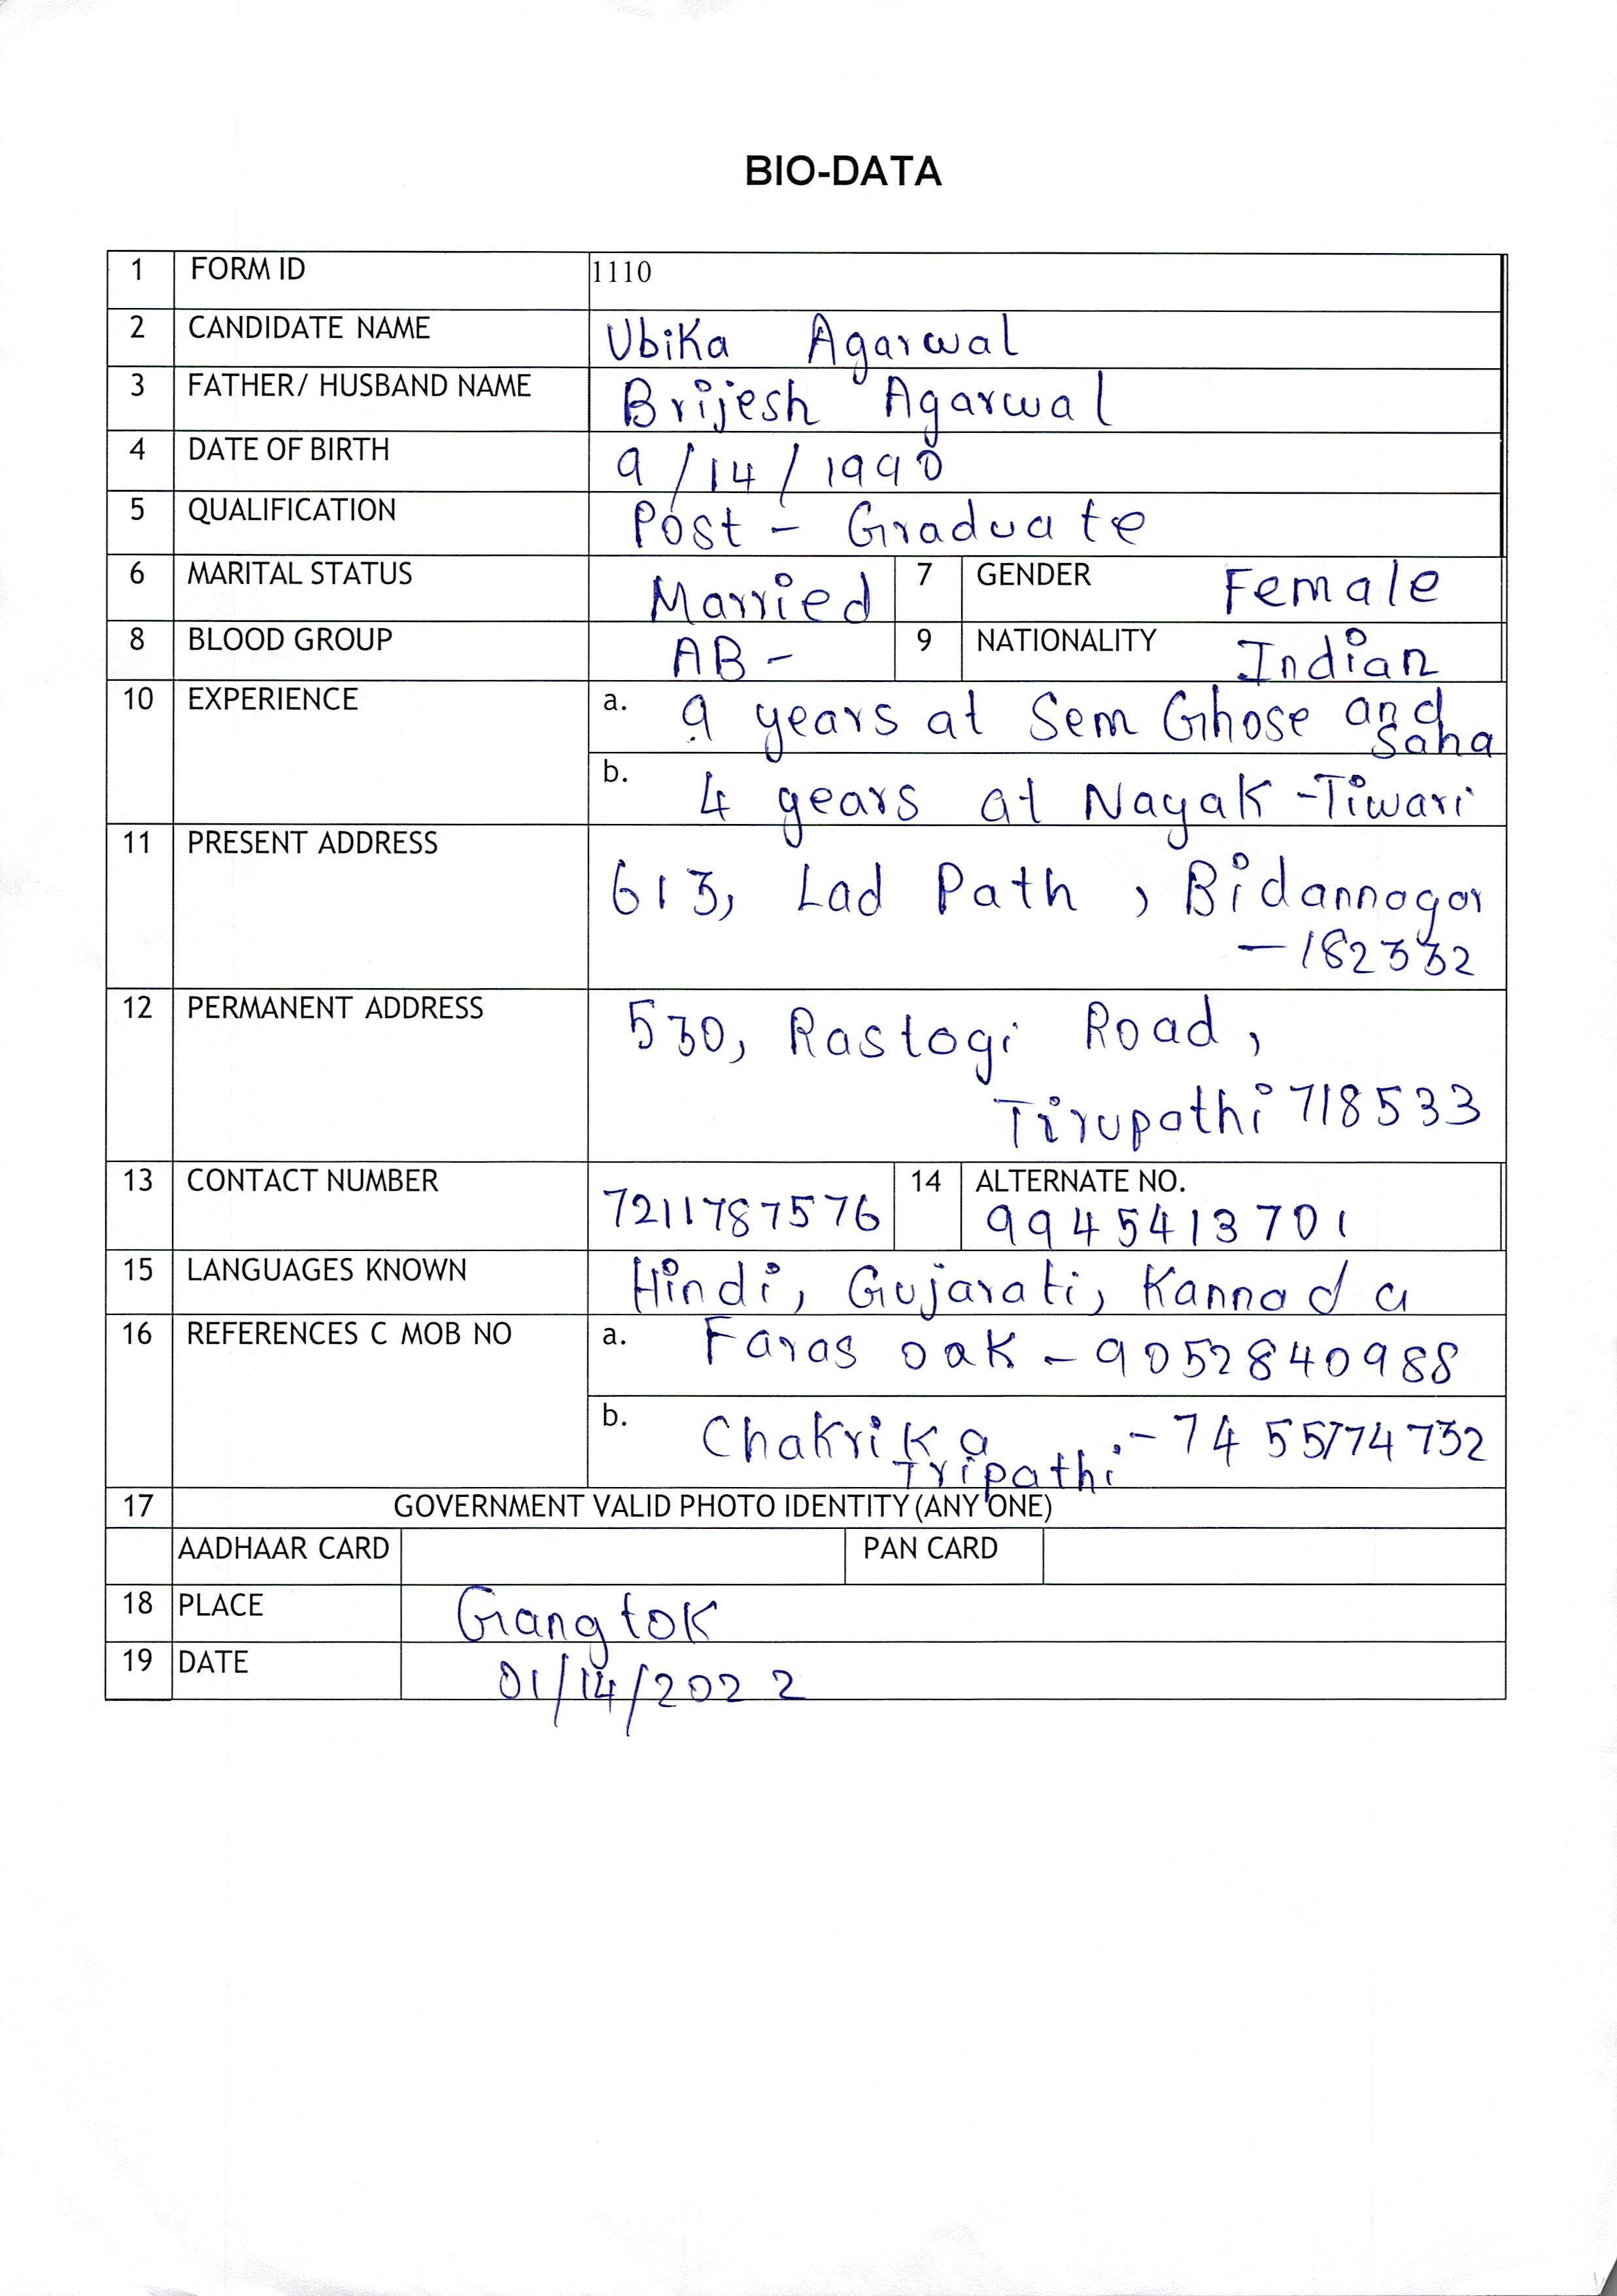 BIO-DATA
1 FORM ID 1110
2 CANDIDATE NAME Ubika Agarwal
3 FATHER/ HUSBAND NAME Brijesh Agarwal
4 DATE OF BIRTH 9/14/1990
5 QUALIFICATION Post - Graduate
6 MARITAL STATUS Married 7 GENDER Female
8 BLOOD GROUP AB- 9 NATIONALITY Indian
10 EXPERIENCE a. 9 years at Sem Ghose and
Saha
b. 4 years at Nayak -Tiwari
11 PRESENT ADDRESS
613, Lad Path, Bidannagar
-182332
12 PERMANENT ADDRESS 530, Rastogi Road,
Tirupathi 718533
13 CONTACT NUMBER 7211787576 14 ALTERNATE NO.
9945413701
15 LANGUAGES KNOWN Hindi, Gujarati, Kannada
16 REFERENCES C MOB NO a. Faras oak - 9052840988
b. Chakrika - 7455774732
Tripathi
17 GOVERNMENT VALID PHOTO IDENTITY (ANY ONE)
AADHAAR CARD PAN CARD
18 PLACE Gangtok
19 DATE 01/14/2022